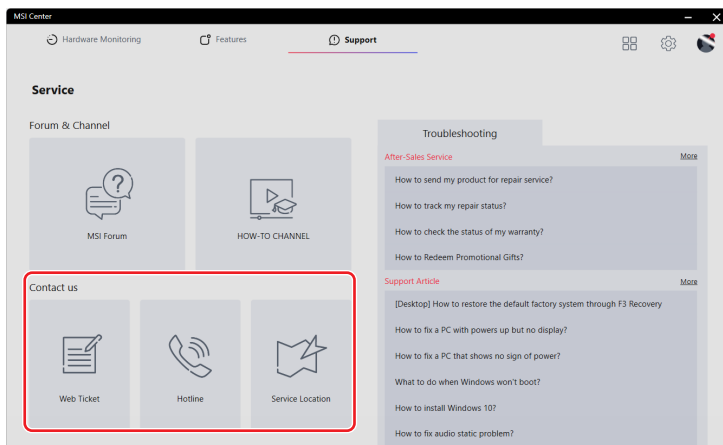 MSI Center
Hardware Monitoring
Features
Support
Service
Forum & Channel
MSI Forum
HOW-TO CHANNEL
Contact us
Web Ticket
Hotline
Service Location
Troubleshooting
After-Sales Service
More
How to send my product for repair service?
How to track my repair status?
How to check the status of my warranty?
How to Redeem Promotional Gifts?
Support Article
More
[Desktop] How to restore the default factory system through F3 Recovery
How to fix a PC with powers up but no display?
How to fix a PC that shows no sign of power?
What to do when Windows won't boot?
How to install Windows 10?
How to fix audio static problem?